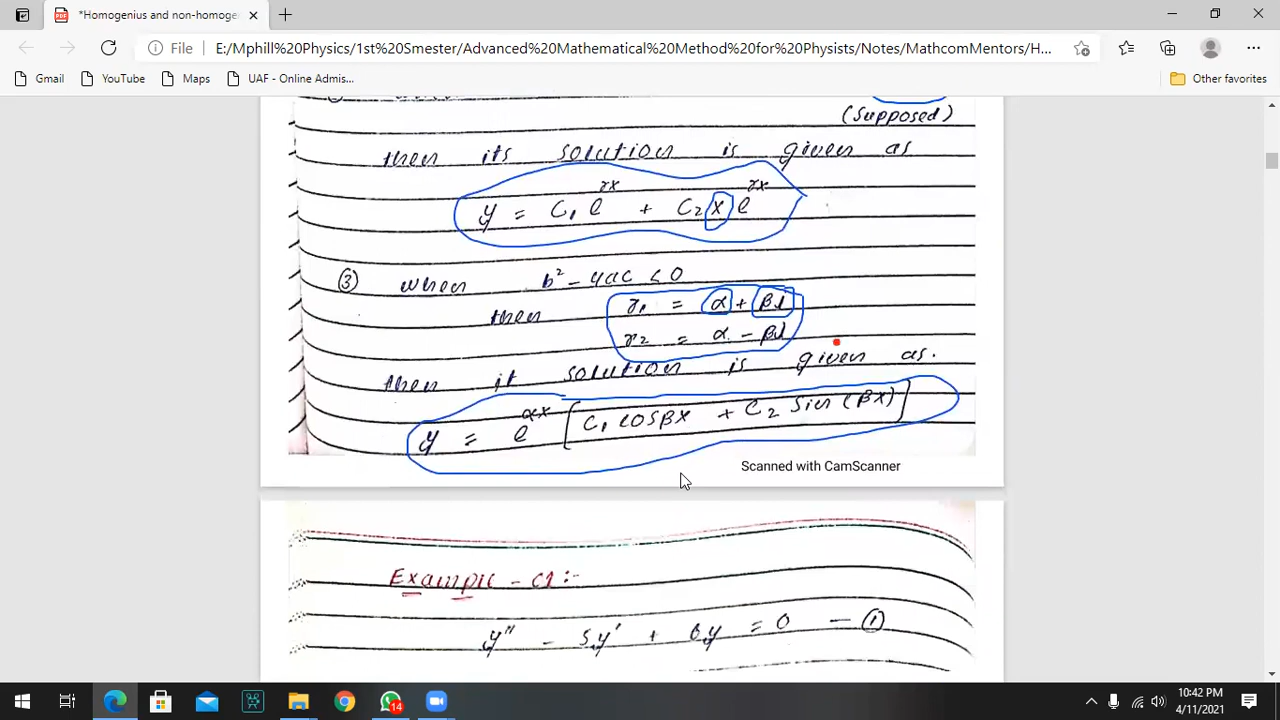 *Homogenius and non-homogen
File E:/Mphill%20Physics/1st%20Smester/Advanced%20Mathematical%20Method%20for%20Physists/Notes/MathcomMentors/H...
Gmail YouTube Maps UAF - Online Admis... Other favorites
(Supposed)
then its solution is given as
y = C₁ e^{rx} + C₂ x e^{rx}
③ when b² - 4ac < 0
then r₁ = α + βi
r₂ = α - βi
then it solution is given as.
y = e^{αx} [C₁ cosβx + C₂ Sin (βx)]
Scanned with CamScanner
Example - 01 :-
y'' - 5y' + 6y = 0 — ①
14
10:42 PM
4/11/2021